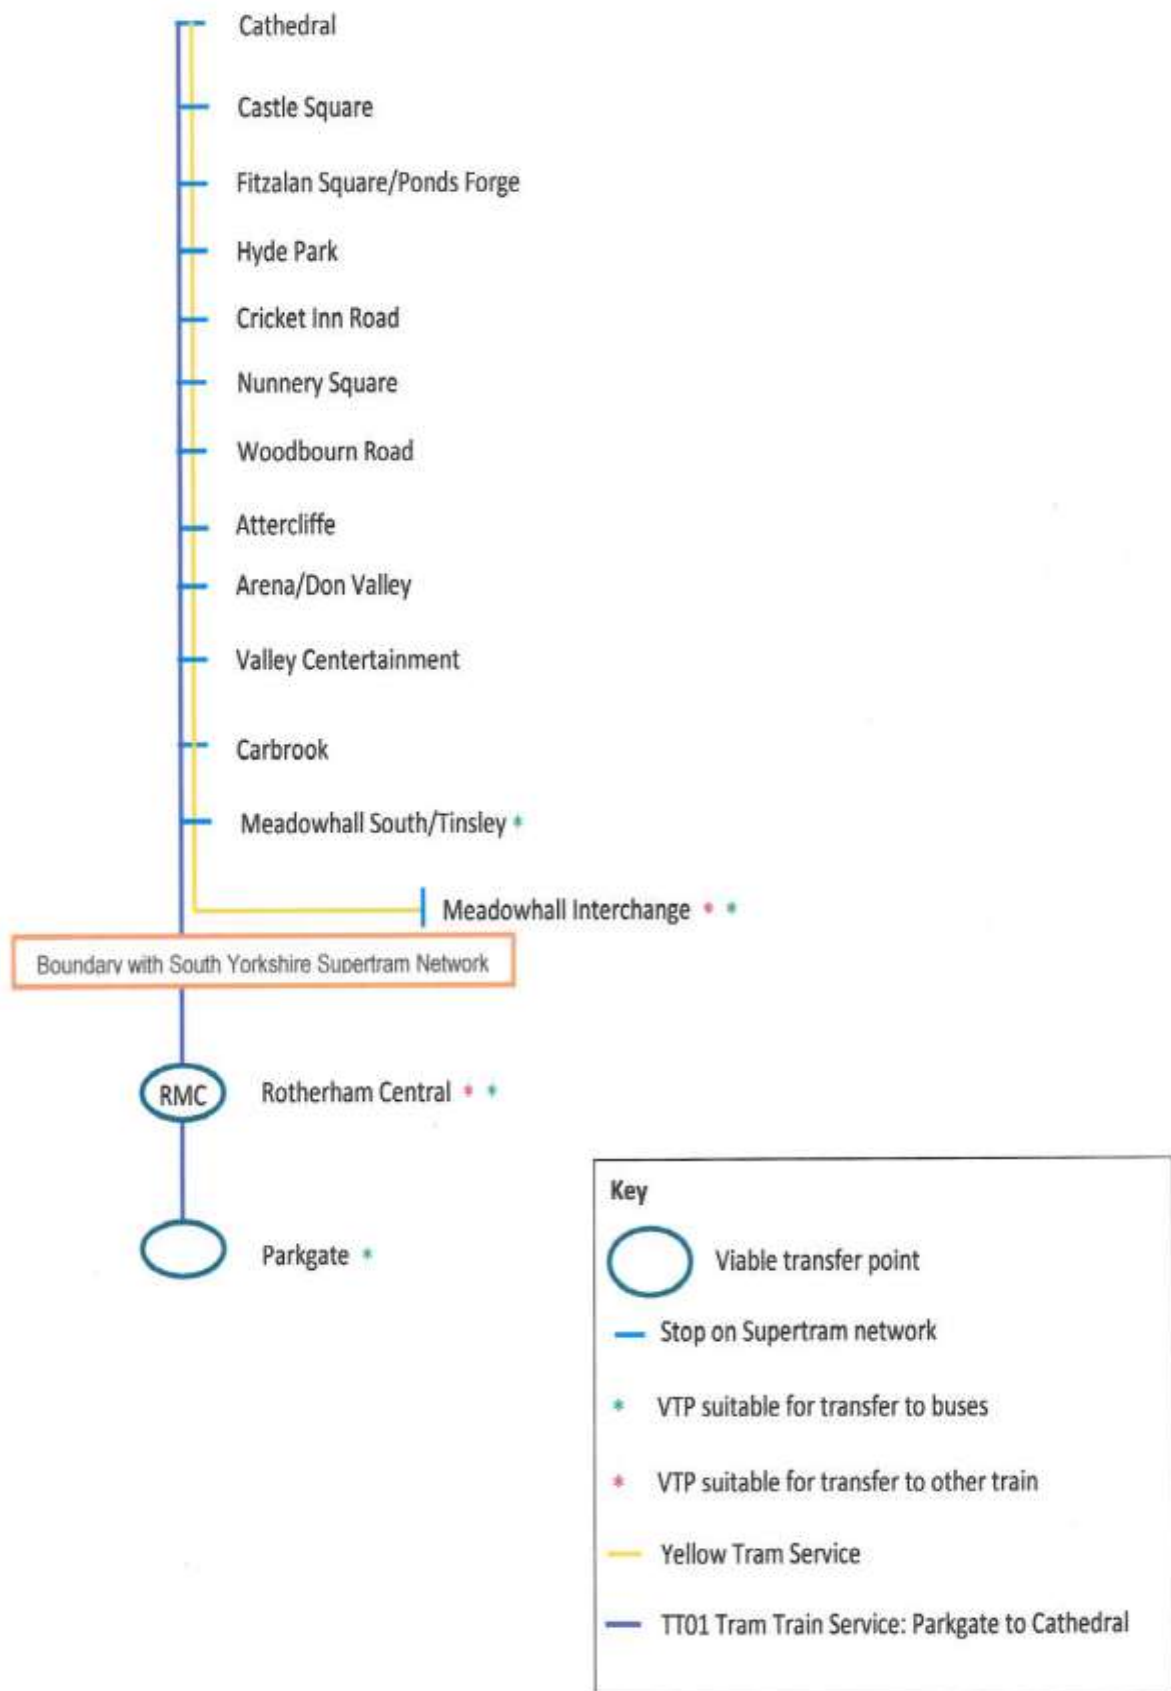 Cathedral
Castle Square
Fitzalan Square/Ponds Forge
Hyde Park
Cricket Inn Road
Nunnery Square
Woodbourn Road
Attercliffe
Arena/Don Valley
Valley Centertainment
Carbrook
Meadowhall South/Tinsley *
Meadowhall Interchange * *
Boundary with South Yorkshire Supertram Network
RMC Rotherham Central * *
Parkgate *
Key
Viable transfer point
Stop on Supertram network
* VTP suitable for transfer to buses
* VTP suitable for transfer to other train
Yellow Tram Service
TT01 Tram Train Service: Parkgate to Cathedral